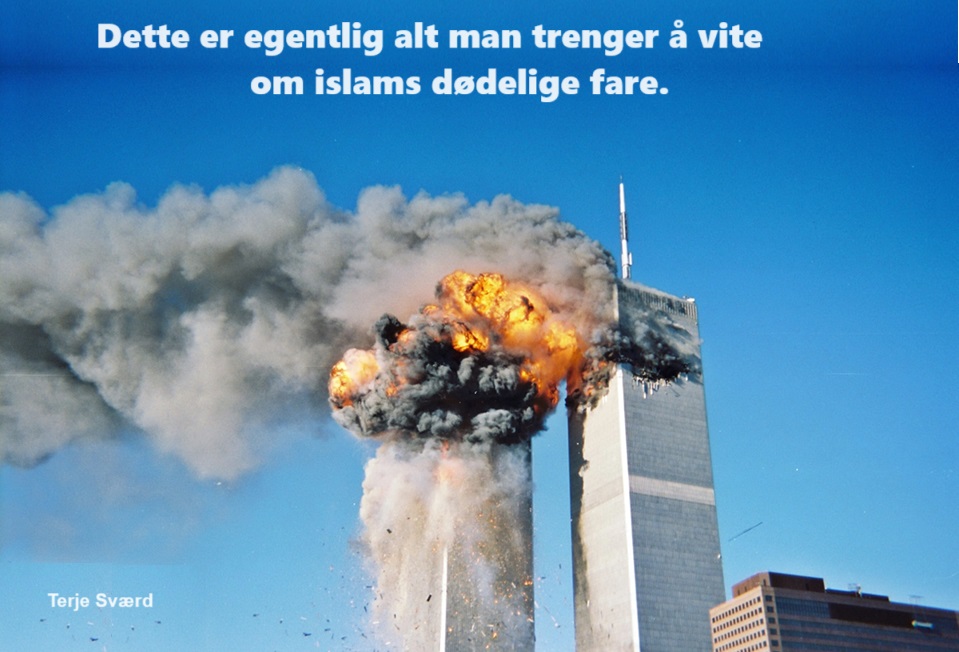 Dette er egentlig alt man trenger å vite
om islams dødelige fare.
Terje Sværd